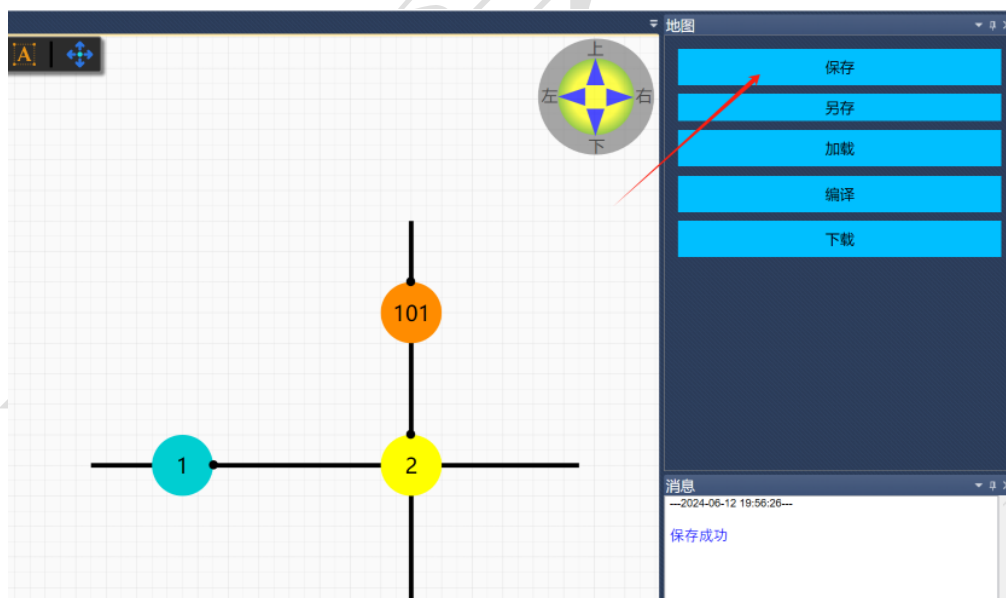 地图
A
上
左
右
下
保存
另存
加载
编译
下载
101
1
2
消息
---2024-06-12 19:56:26---
保存成功